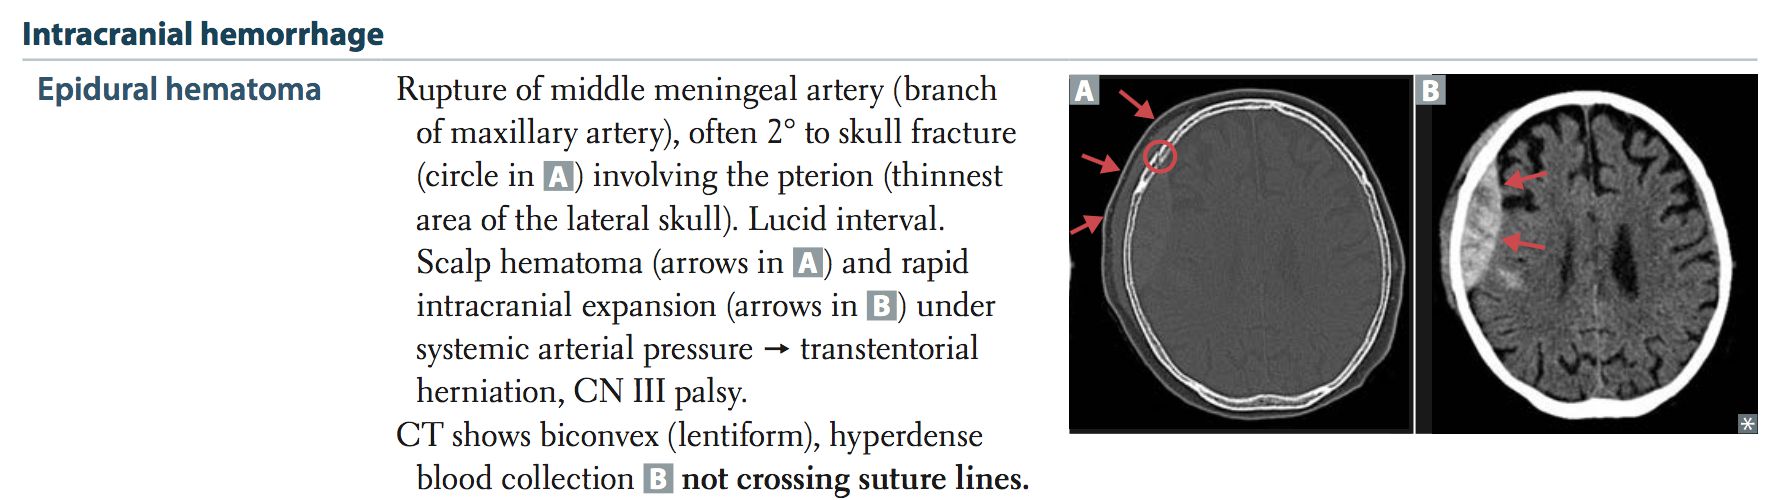 Intracranial hemorrhage
Epidural hematoma
Rupture of middle meningeal artery (branch
of maxillary artery), often 2° to skull fracture
(circle in A) involving the pterion (thinnest
area of the lateral skull). Lucid interval.
Scalp hematoma (arrows in A) and rapid
intracranial expansion (arrows in B) under
systemic arterial pressure → transtentorial
herniation, CN III palsy.
CT shows biconvex (lentiform), hyperdense
blood collection B not crossing suture lines.
A
B
*